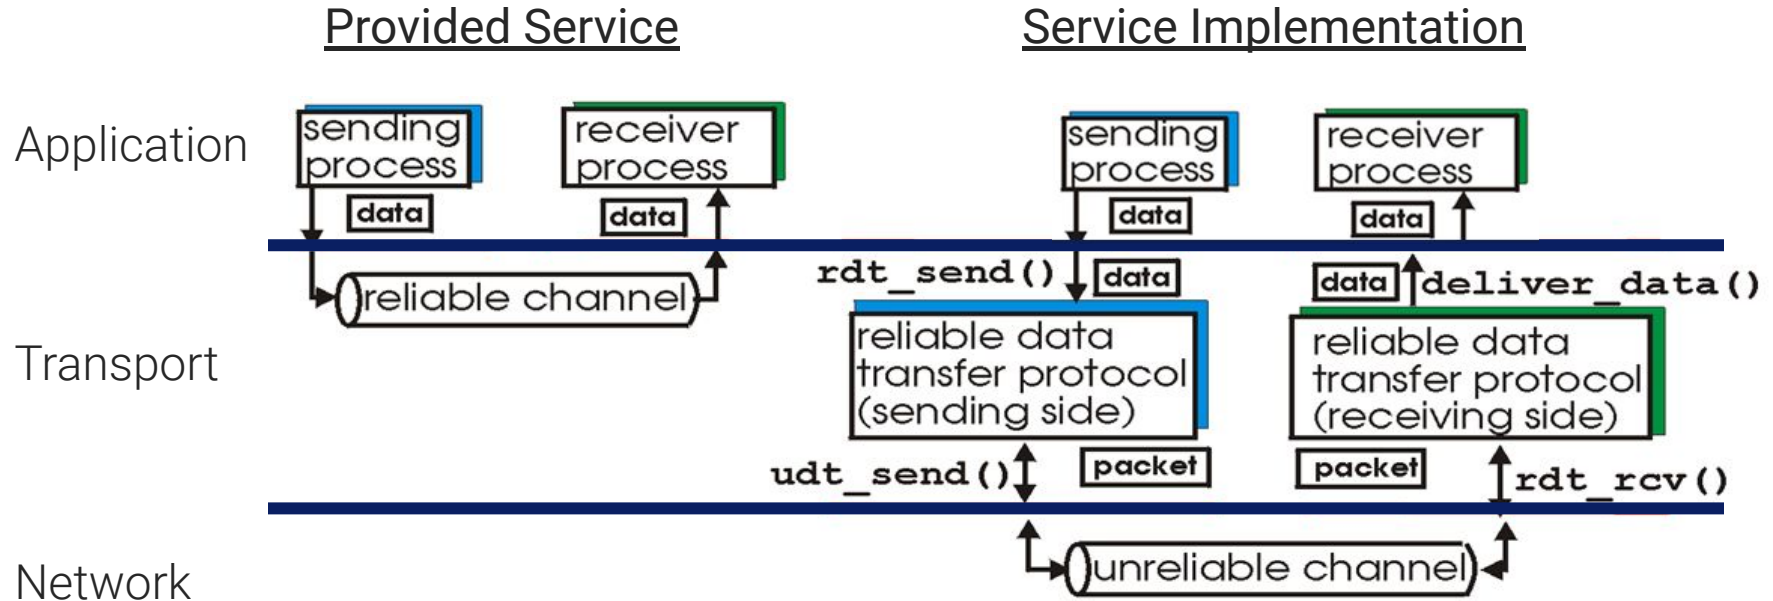 Provided Service
Service Implementation
Application
sending
process
receiver
process
sending
process
receiver
process
data
data
data
data
rdt_send()
data
data
deliver_data()
reliable channel
Transport
reliable data
transfer protocol
(sending side)
reliable data
transfer protocol
(receiving side)
udt_send()
packet
packet
rdt_rcv()
Network
unreliable channel